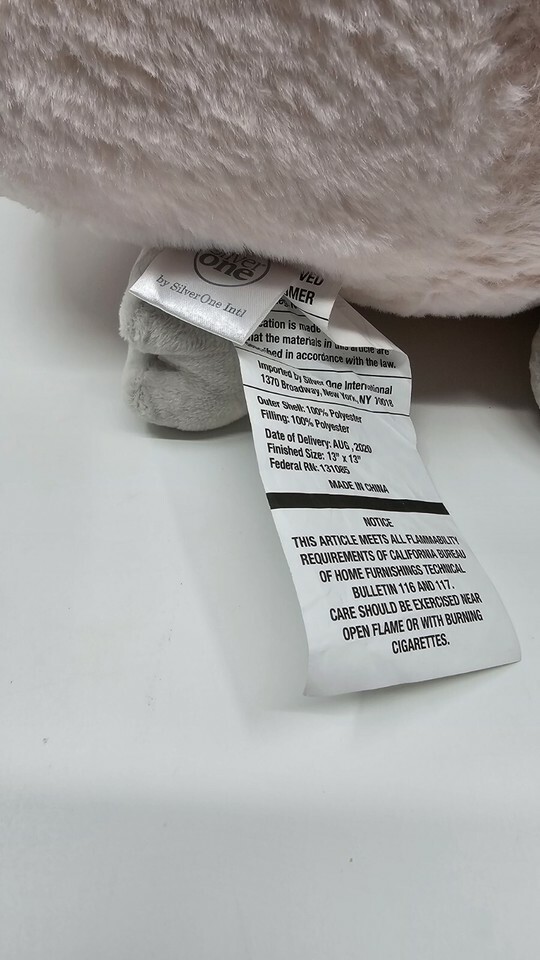 Silver
One
by SilverOne Intl
VED
MER
cation is made
hat the materials in this article are
ibed in accordance with the law.
Imported by Silver One International
1370 Broadway, New York, NY 10018
Outer Shell: 100% Polyester
Filling: 100% Polyester
Date of Delivery: AUG ,2020
Finished Size: 13" x 13"
Federal RN: 131085
MADE IN CHINA
NOTICE
THIS ARTICLE MEETS ALL FLAMMABILITY
REQUIREMENTS OF CALIFORNIA BUREAU
OF HOME FURNISHINGS TECHNICAL
BULLETIN 116 AND 117.
CARE SHOULD BE EXERCISED NEAR
OPEN FLAME OR WITH BURNING
CIGARETTES.